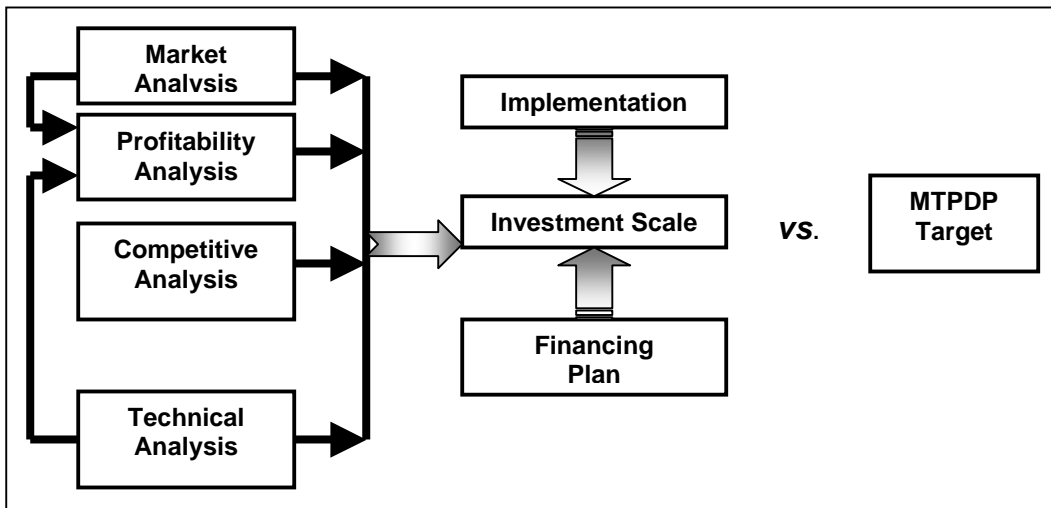 Market
Analvsis
Profitability
Analysis
Competitive
Analysis
Technical
Analysis
Implementation
Investment Scale
Financing
Plan
vs.
MTPDP
Target